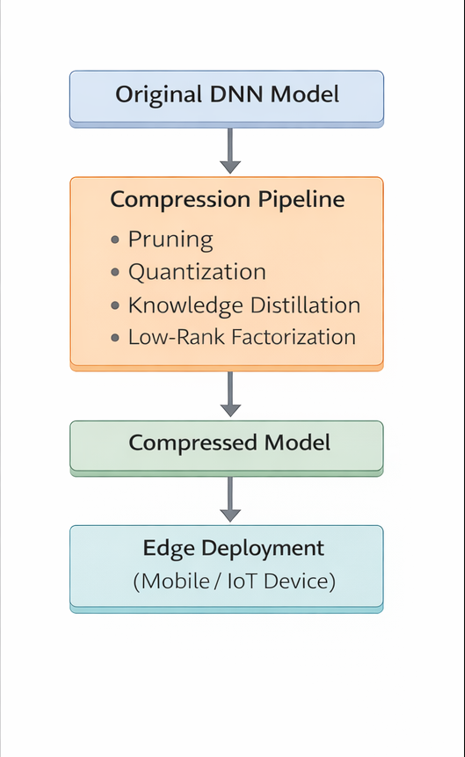 Original DNN Model
Compression Pipeline
• Pruning
• Quantization
• Knowledge Distillation
• Low-Rank Factorization
Compressed Model
Edge Deployment
(Mobile / IoT Device)